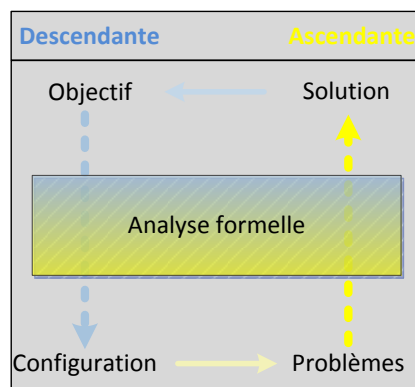 Descendante Ascendante
Objectif Solution
Analyse formelle
Configuration Problèmes